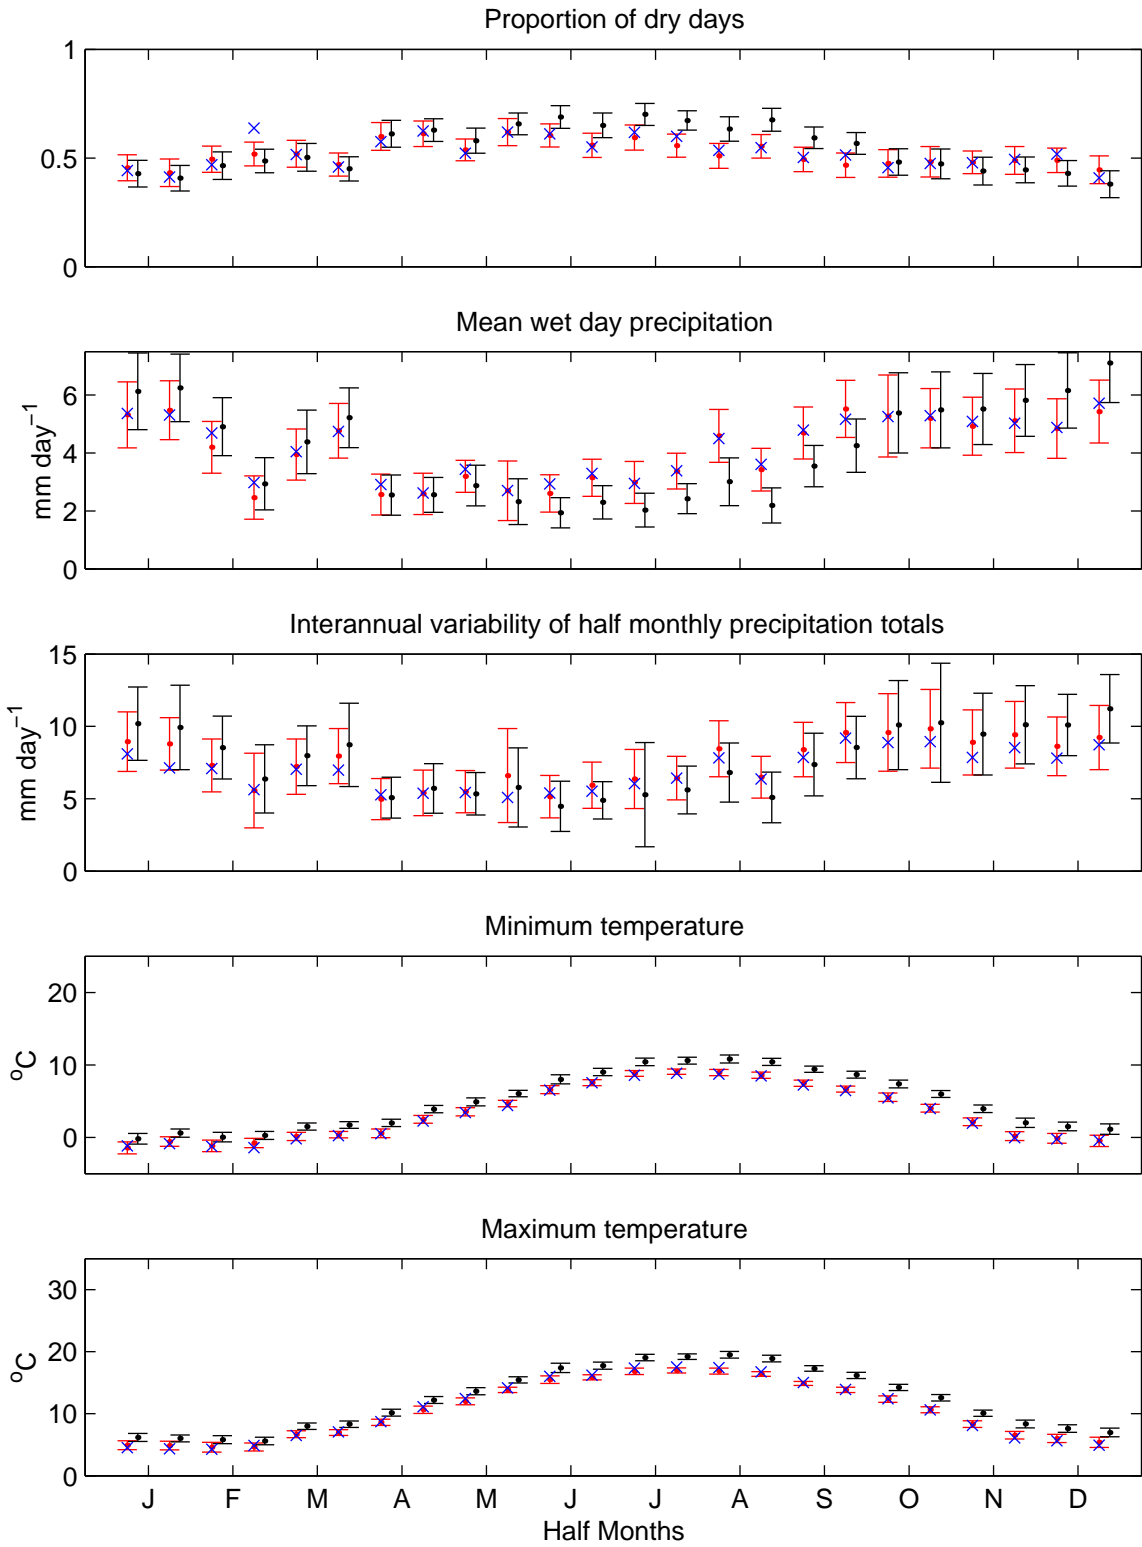 Proportion of dry days
1
0.5
0
Mean wet day precipitation
6
4
2
0
mm day⁻¹
Interannual variability of half monthly precipitation totals
15
10
5
0
mm day⁻¹
Minimum temperature
20
10
0
°C
Maximum temperature
30
20
10
0
°C
J F M A M J J A S O N D
Half Months